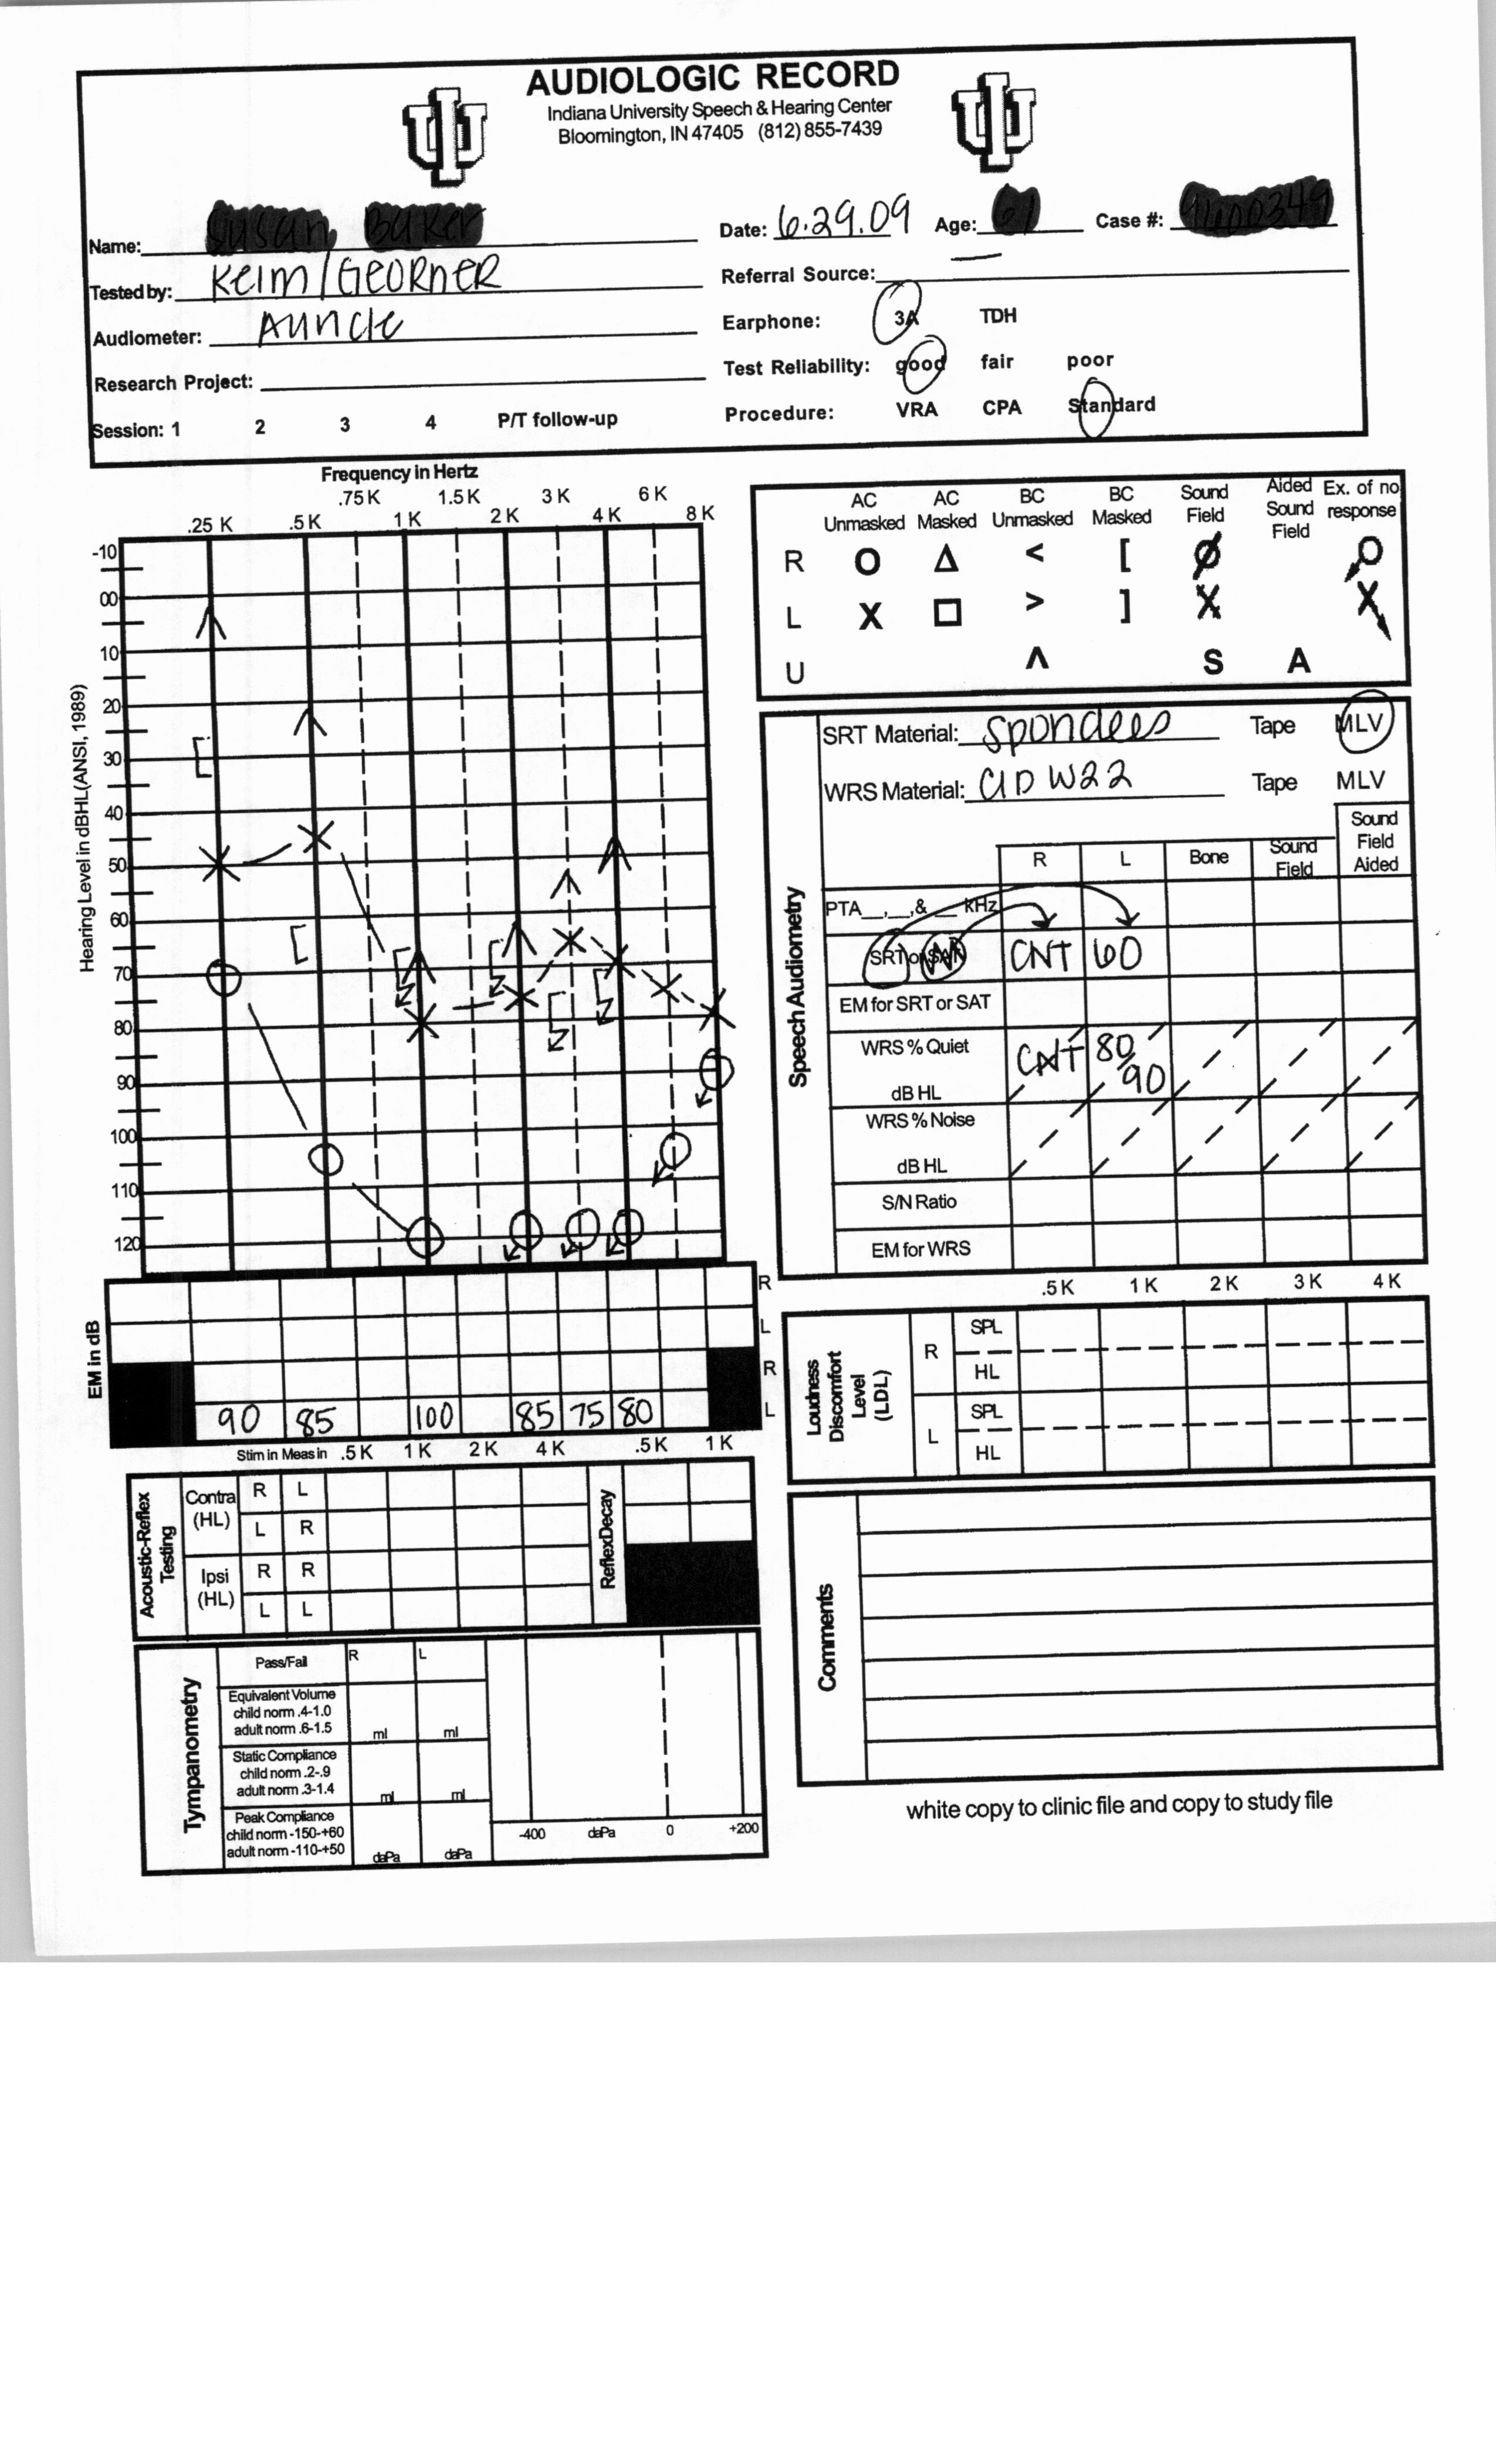 AUDIOLOGIC RECORD
Indiana University Speech & Hearing Center
Bloomington, IN 47405 (812) 855-7439
Name:
Date: 6.29.09 Age: Case #:
Tested by: Keim/GEORNER
Referral Source: —
Audiometer:
Earphone: 3A TDH
Research Project:
Test Reliability: good fair poor
Session: 1 2 3 4 P/T follow-up
Procedure: VRA CPA Standard
Frequency in Hertz
.75 K 1.5 K 3 K 6 K
.25 K .5 K 1 K 2 K 4 K 8 K
Hearing Level in dBHL(ANSI, 1989)
-10
00
10
20
30
40
50
60
70
80
90
100
110
120
AC Unmasked
AC Masked
BC Unmasked
BC Masked
Sound Field
Aided Sound Field
Ex. of no response
R O Δ < [ Ø O
L X □ > ] X X
U Λ S A
Speech Audiometry
SRT Material: Spondees Tape MLV
WRS Material: CID W22 Tape MLV
R L Bone Sound Field Sound Field Aided
PTA__,__,& __ KHz
SRT or SAT CNT 60
EM for SRT or SAT
WRS % Quiet CNT 80
dB HL 90
WRS % Noise
dB HL
S/N Ratio
EM for WRS
EM in dB
R
L
R
90 85 100 85 75 80 L
Stim in Meas in .5 K 1 K 2 K 4 K .5 K 1 K
Acoustic-Reflex Testing
Contra (HL) R L
L R
Ipsi (HL) R R
L L
Reflex Decay
.5 K 1 K 2 K 3 K 4 K
Loudness Discomfort Level (LDL)
R SPL
HL
L SPL
HL
Comments
Tympanometry
Pass/Fail R L
Equivalent Volume
child norm .4-1.0
adult norm .6-1.5 ml ml
Static Compliance
child norm .2-.9
adult norm .3-1.4 ml ml
Peak Compliance
child norm -150-+60
adult norm -110-+50 daPa daPa
-400 daPa 0 +200
white copy to clinic file and copy to study file